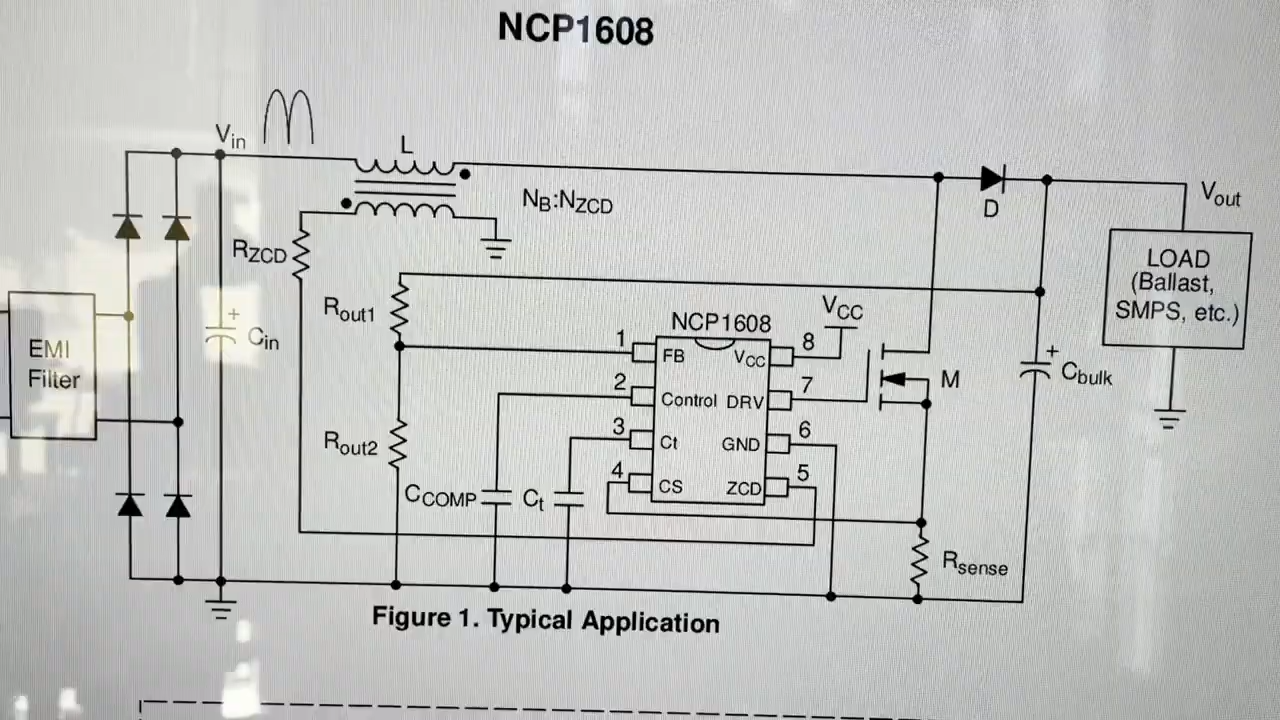 NCP1608
Vin
L
NB:NZCD
D
Vout
RZCD
LOAD
(Ballast,
SMPS, etc.)
Rout1
VCC
NCP1608
EMI
Filter
+
Cin
1
FB
VCC
8
+
Cbulk
2
Control
DRV
7
M
Rout2
3
Ct
GND
6
4
CS
ZCD
5
CCOMP
Ct
Rsense
Figure 1. Typical Application